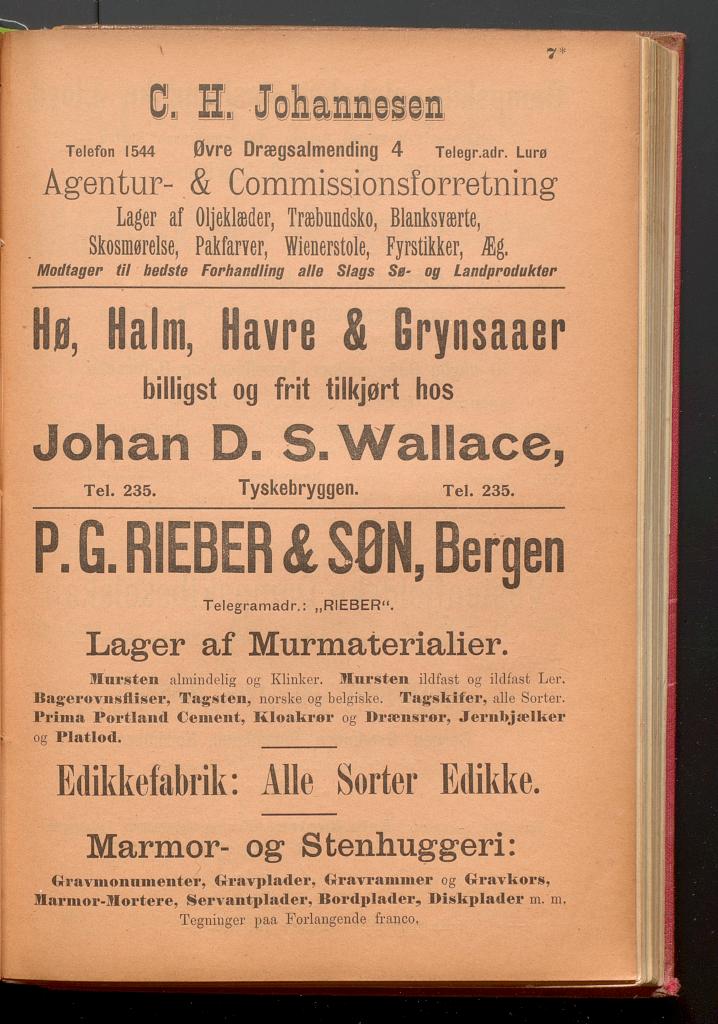 7*
C. H. Johannesen
Telefon 1544 Øvre Drægsalmending 4 Telegr.adr. Lurø
Agentur- & Commissionsforretning
Lager af Oljeklæder, Træbundsko, Blanksværte,
Skosmørelse, Pakfarver, Wienerstole, Fyrstikker, Æg.
Modtager til bedste Forhandling alle Slags Sø- og Landprodukter
Hø, Halm, Havre & Grynsaaer
billigst og frit tilkjørt hos
Johan D. S. Wallace,
Tel. 235. Tyskebryggen. Tel. 235.
P. G. RIEBER & SØN, Bergen
Telegramadr.: „RIEBER“.
Lager af Murmaterialier.
Mursten almindelig og Klinker. Mursten ildfast og ildfast Ler.
Bagerovnsfliser, Tagsten, norske og belgiske. Tagskifer, alle Sorter.
Prima Portland Cement, Kloakrør og Drænsrør, Jernbjælker
og Platlod.
Edikkefabrik: Alle Sorter Edikke.
Marmor- og Stenhuggeri:
Gravmonumenter, Gravplader, Gravrammer og Gravkors,
Marmor-Mortere, Servantplader, Bordplader, Diskplader m. m.
Tegninger paa Forlangende franco.